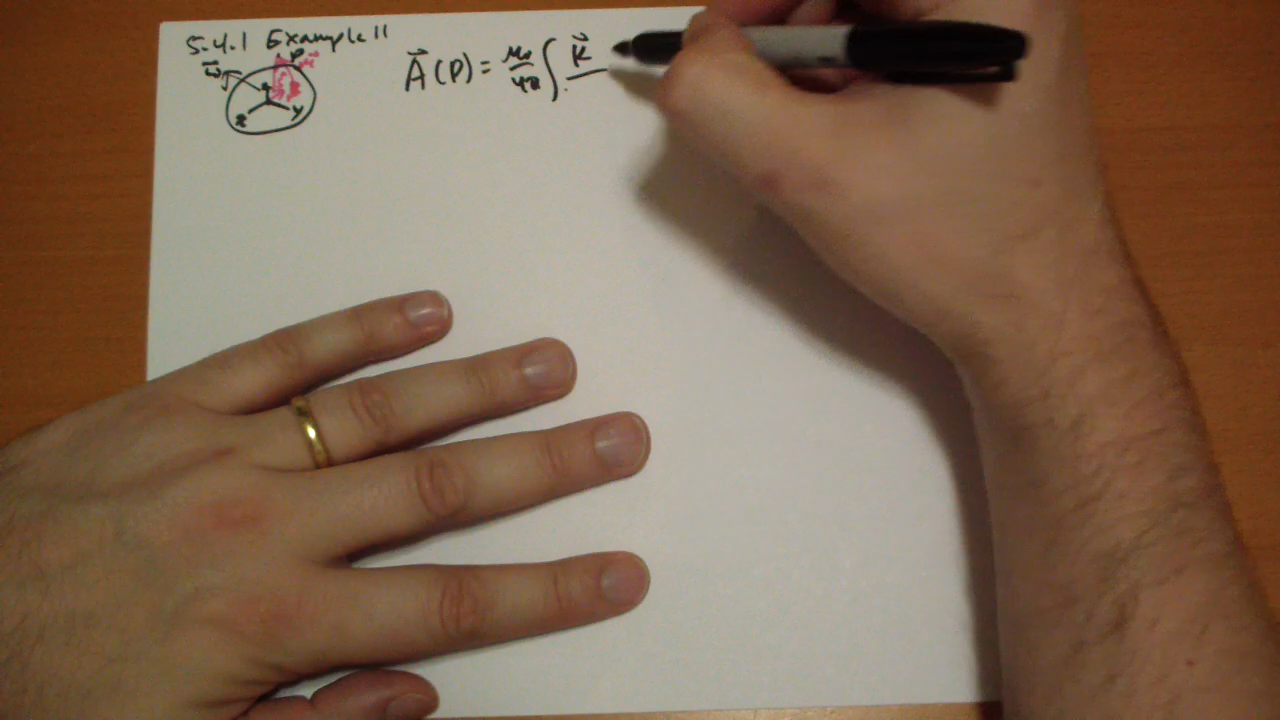 5.4.1 Example 11
P
ω⃗
z
x y
A⃗(P) = μ₀/4π ∫ K⃗